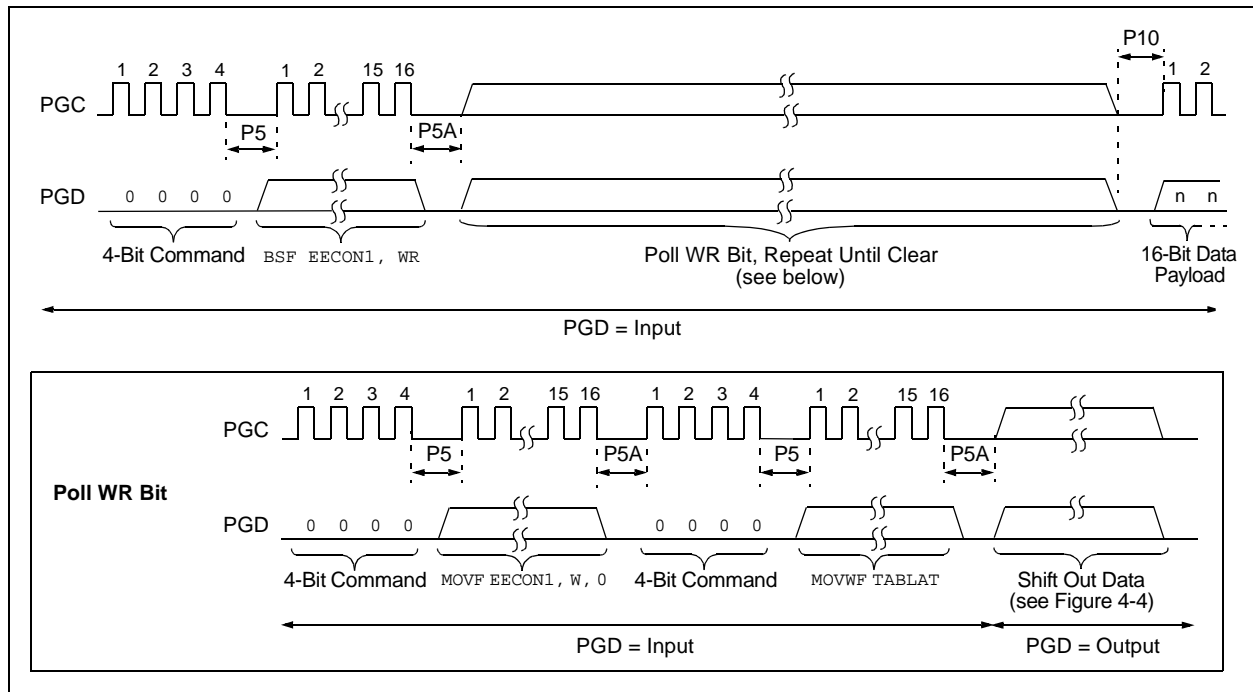 P10
1 2 3 4 1 2 15 16 1 2
PGC
P5 P5A
PGD 0 0 0 0 n n
4-Bit Command BSF EECON1, WR Poll WR Bit, Repeat Until Clear 16-Bit Data
(see below) Payload
PGD = Input
1 2 3 4 1 2 15 16 1 2 3 4 1 2 15 16
PGC
P5 P5A P5 P5A
Poll WR Bit
PGD 0 0 0 0 0 0 0 0
4-Bit Command MOVF EECON1, W, 0 4-Bit Command MOVWF TABLAT Shift Out Data
(see Figure 4-4)
PGD = Input PGD = Output